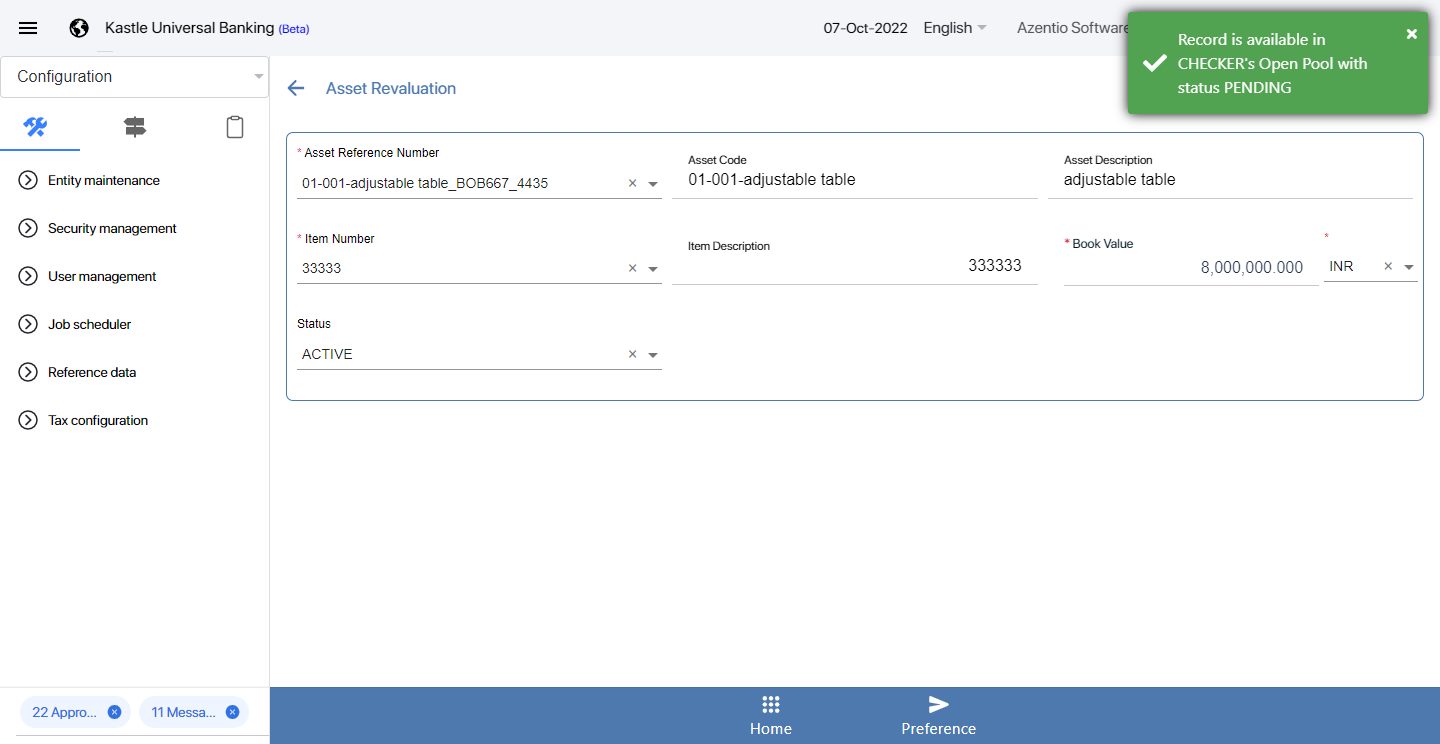 Kastle Universal Banking (Beta)
07-Oct-2022
English
Azentio Software
Record is available in
CHECKER's Open Pool with
status PENDING
Configuration
Asset Revaluation
Entity maintenance
Security management
User management
Job scheduler
Reference data
Tax configuration
* Asset Reference Number
01-001-adjustable table_BOB667_4435
Asset Code
01-001-adjustable table
Asset Description
adjustable table
* Item Number
33333
Item Description
333333
* Book Value
8,000,000.000
*
INR
Status
ACTIVE
22 Appro...
11 Messa...
Home
Preference